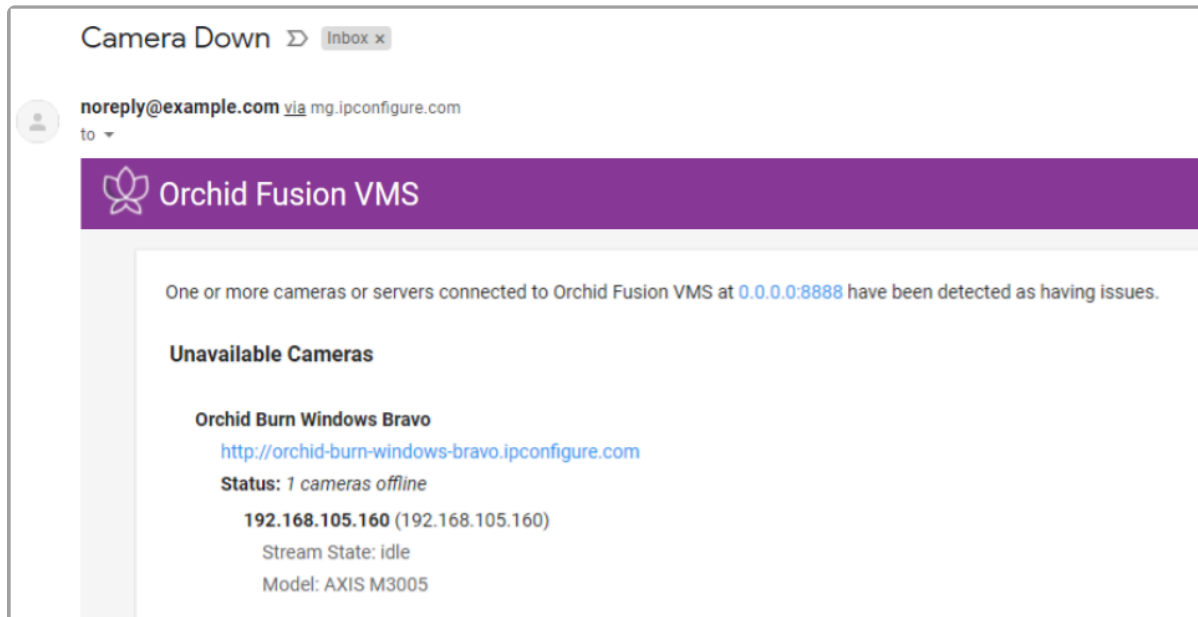 Camera Down Inbox x
noreply@example.com via mg.ipconfigure.com
to
Orchid Fusion VMS
One or more cameras or servers connected to Orchid Fusion VMS at 0.0.0.0:8888 have been detected as having issues.
Unavailable Cameras
Orchid Burn Windows Bravo
http://orchid-burn-windows-bravo.ipconfigure.com
Status: 1 cameras offline
192.168.105.160 (192.168.105.160)
Stream State: idle
Model: AXIS M3005